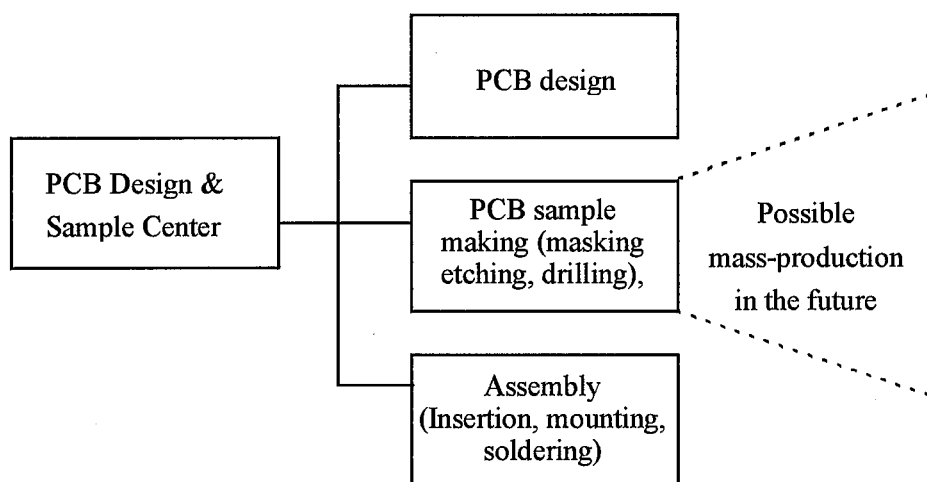 PCB Design &
Sample Center
PCB design
PCB sample
making (masking
etching, drilling),
Assembly
(Insertion, mounting,
soldering)
Possible
mass-production
in the future